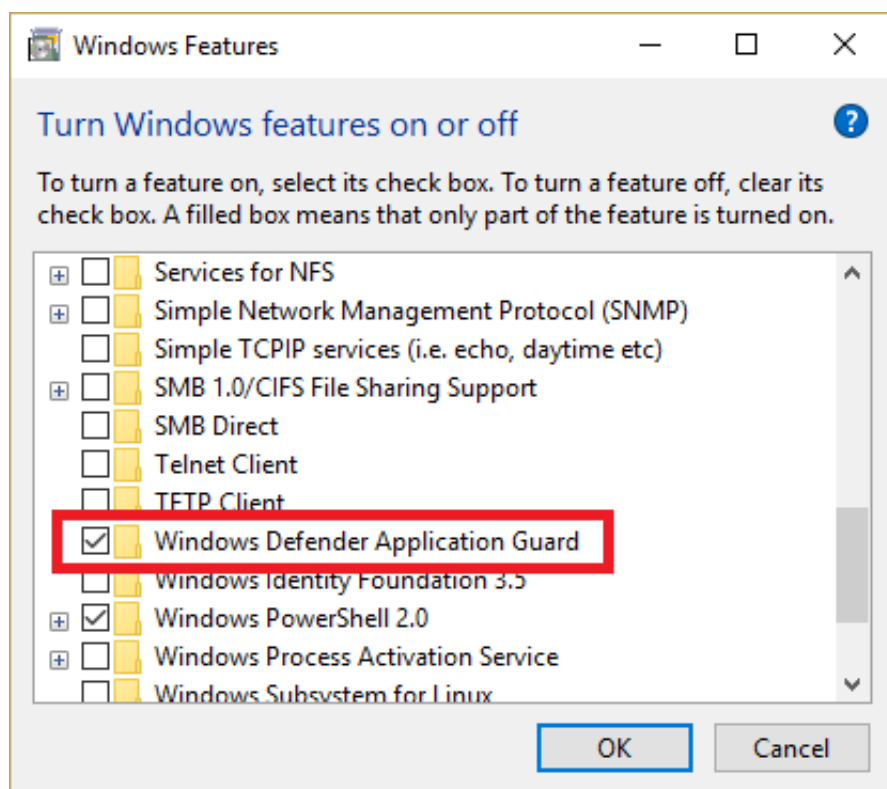 Windows Features
Turn Windows features on or off
?
To turn a feature on, select its check box. To turn a feature off, clear its
check box. A filled box means that only part of the feature is turned on.
Services for NFS
Simple Network Management Protocol (SNMP)
Simple TCPIP services (i.e. echo, daytime etc)
SMB 1.0/CIFS File Sharing Support
SMB Direct
Telnet Client
TFTP Client
Windows Defender Application Guard
Windows Identity Foundation 3.5
Windows PowerShell 2.0
Windows Process Activation Service
Windows Subsystem for Linux
OK
Cancel